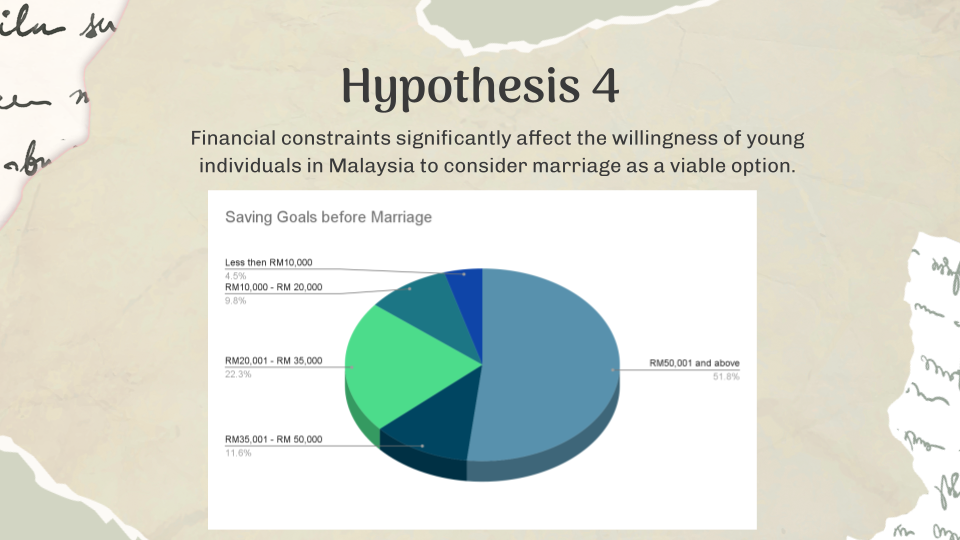 Hypothesis 4
Financial constraints significantly affect the willingness of young
individuals in Malaysia to consider marriage as a viable option.
Saving Goals before Marriage
Less then RM10,000
4.5%
RM10,000 - RM 20,000
9.8%
RM20,001 - RM 35,000
22.3%
RM50,001 and above
51.8%
RM35,001 - RM 50,000
11.6%